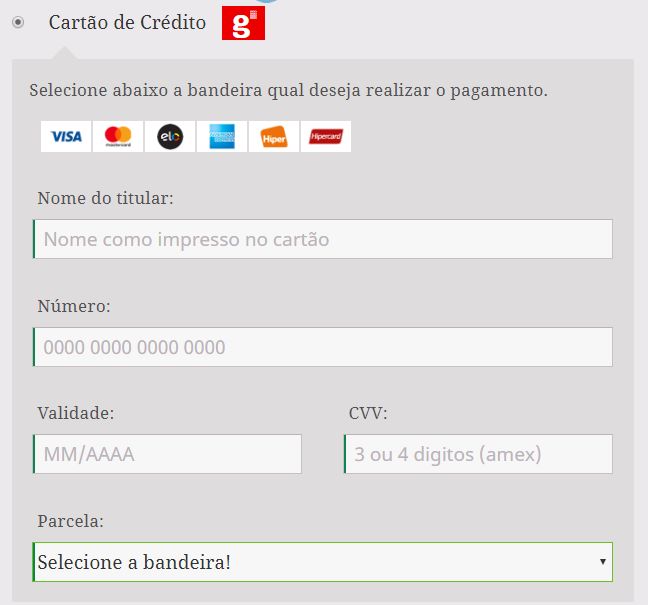 Cartão de Crédito g
Selecione abaixo a bandeira qual deseja realizar o pagamento.
VISA mastercard elo AMERICAN EXPRESS Hiper Hipercard
Nome do titular:
Nome como impresso no cartão
Número:
0000 0000 0000 0000
Validade: CVV:
MM/AAAA 3 ou 4 digitos (amex)
Parcela:
Selecione a bandeira!